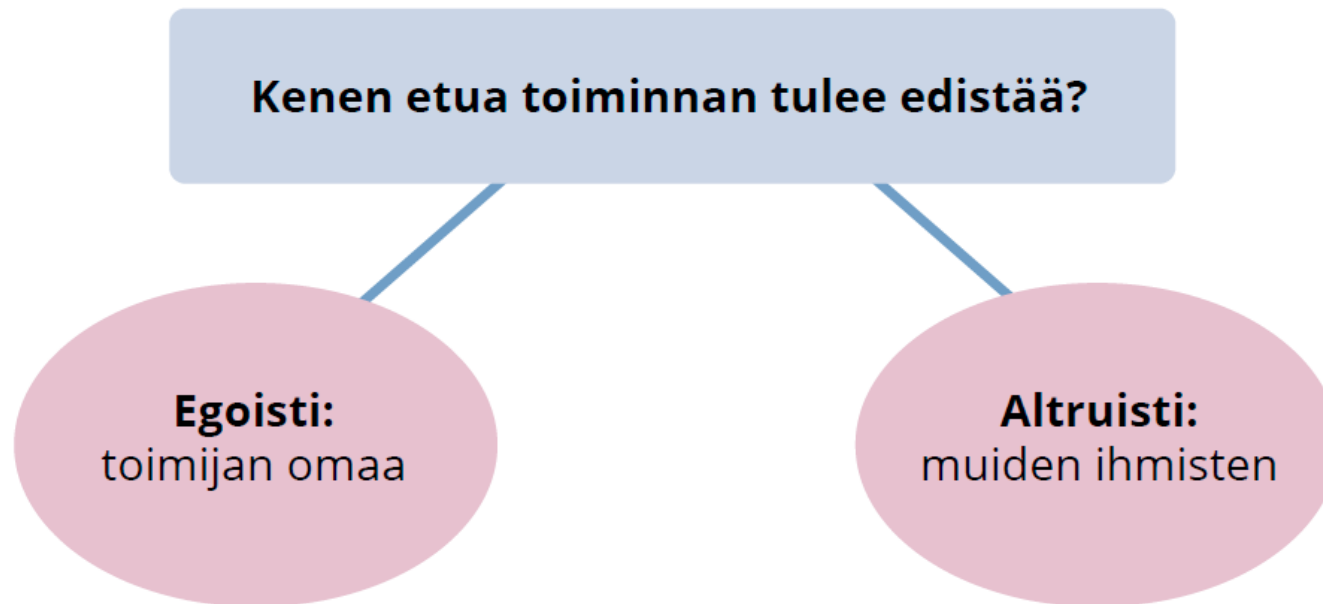 Kenen etua toiminnan tulee edistää?
Egoisti:
toimijan omaa
Altruisti:
muiden ihmisten